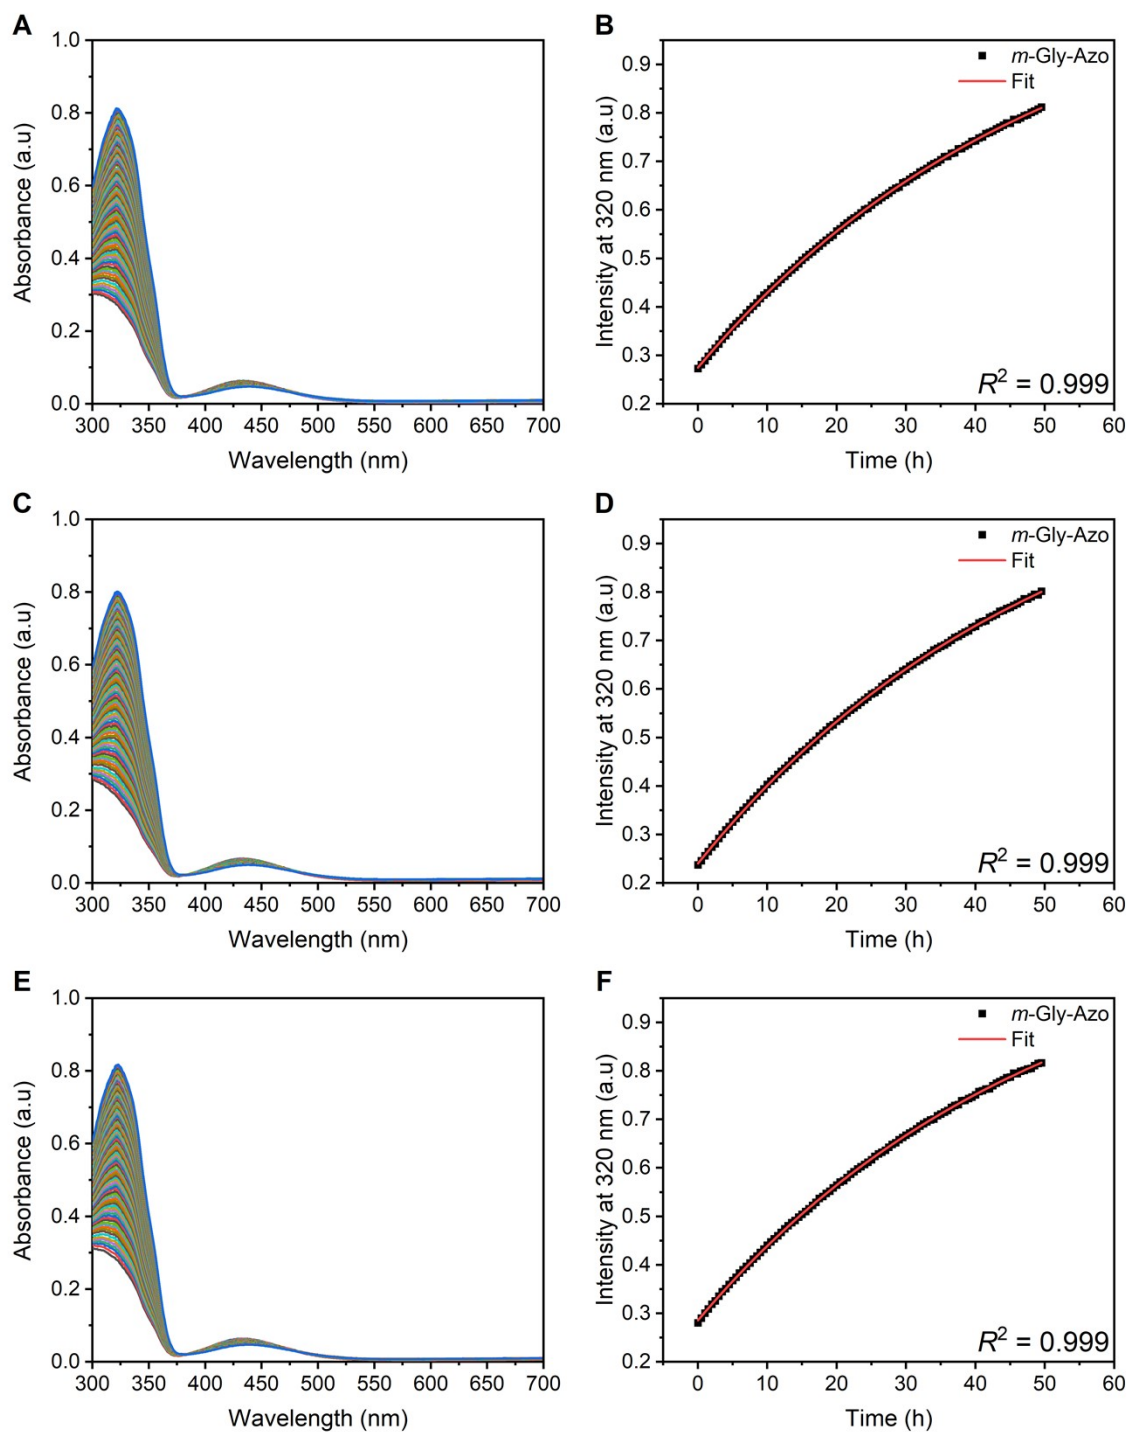 A
1.0
0.8
0.6
0.4
0.2
0.0
Absorbance (a.u)
300 350 400 450 500 550 600 650 700
Wavelength (nm)
B
0.9
0.8
0.7
0.6
0.5
0.4
0.3
0.2
Intensity at 320 nm (a.u)
m-Gly-Azo
Fit
R² = 0.999
0 10 20 30 40 50 60
Time (h)
C
1.0
0.8
0.6
0.4
0.2
0.0
Absorbance (a.u)
300 350 400 450 500 550 600 650 700
Wavelength (nm)
D
0.9
0.8
0.7
0.6
0.5
0.4
0.3
0.2
Intensity at 320 nm (a.u)
m-Gly-Azo
Fit
R² = 0.999
0 10 20 30 40 50 60
Time (h)
E
1.0
0.8
0.6
0.4
0.2
0.0
Absorbance (a.u)
300 350 400 450 500 550 600 650 700
Wavelength (nm)
F
0.9
0.8
0.7
0.6
0.5
0.4
0.3
0.2
Intensity at 320 nm (a.u)
m-Gly-Azo
Fit
R² = 0.999
0 10 20 30 40 50 60
Time (h)